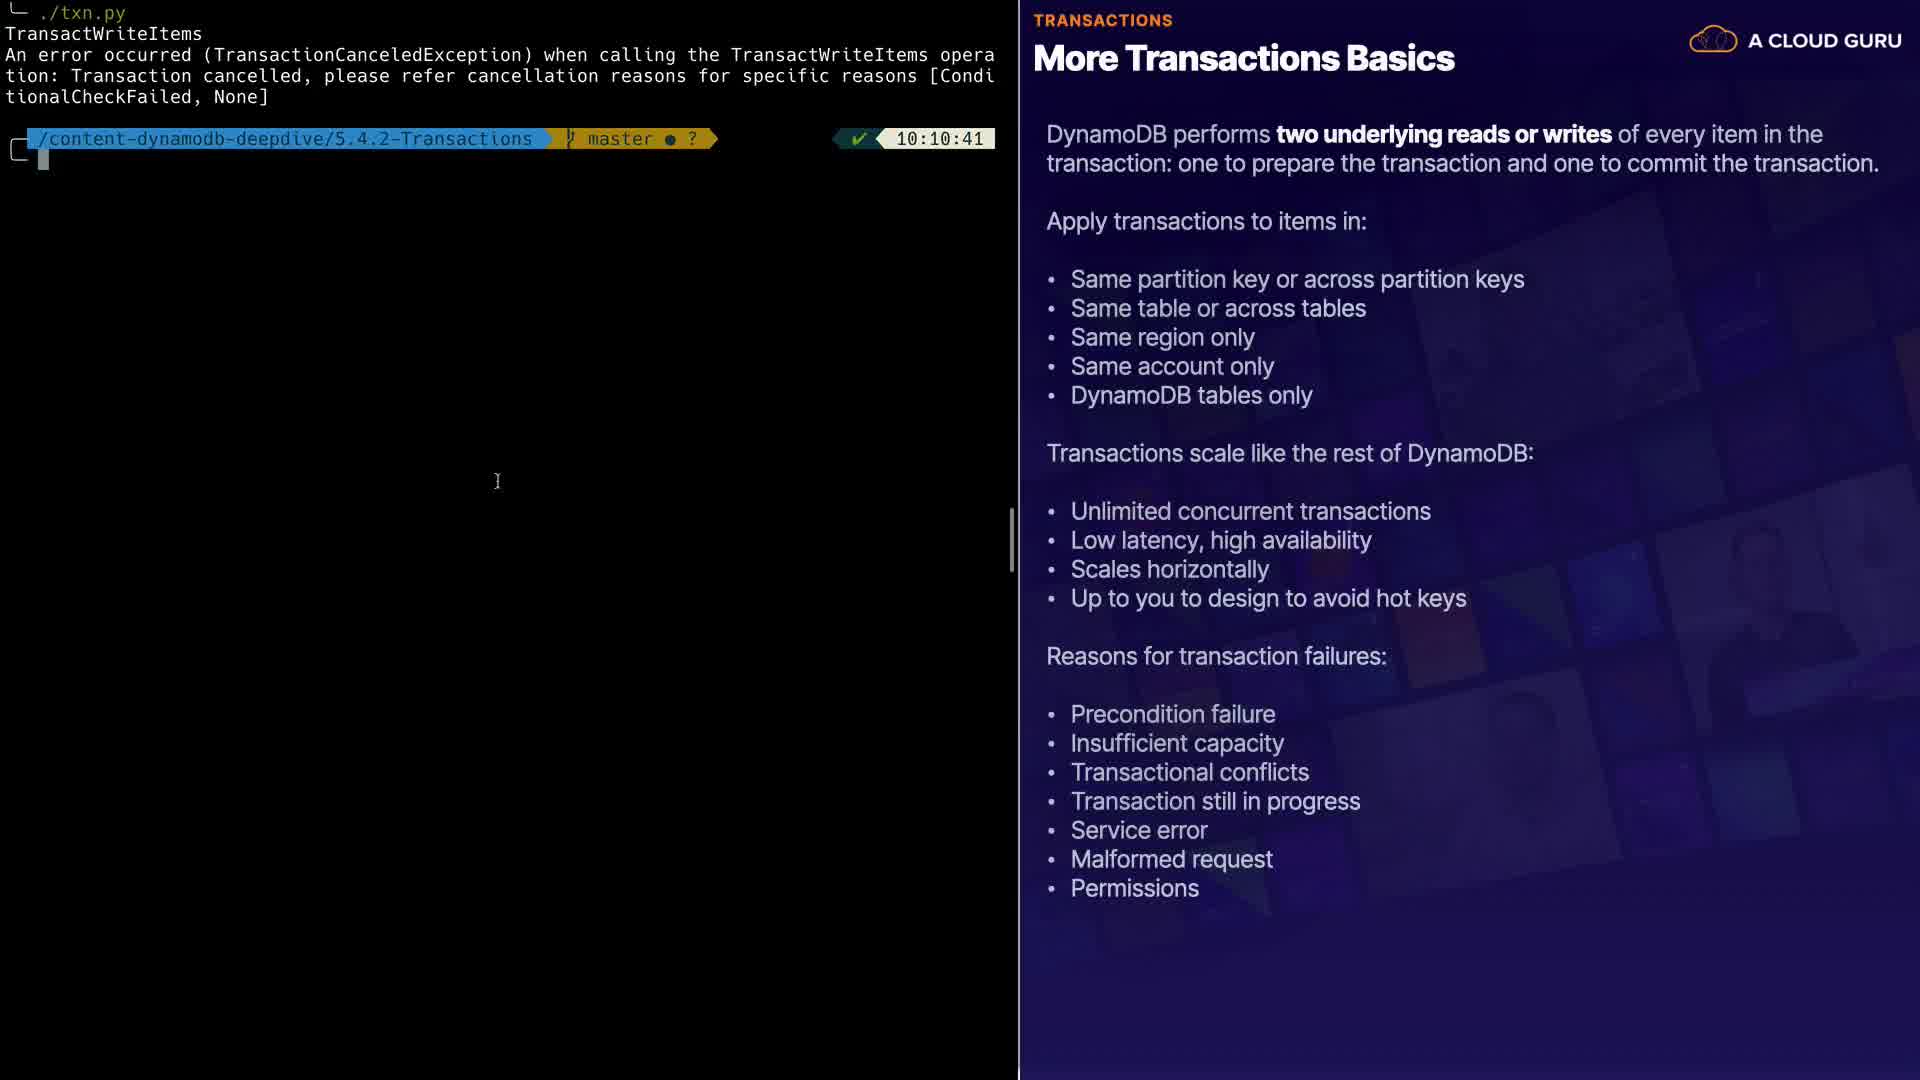 ./txn.py
TransactWriteItems
An error occurred (TransactionCanceledException) when calling the TransactWriteItems opera
tion: Transaction cancelled, please refer cancellation reasons for specific reasons [Condi
tionalCheckFailed, None]
/content-dynamodb-deepdive/5.4.2-Transactions master ● ? ✔ 10:10:41
TRANSACTIONS
More Transactions Basics
A CLOUD GURU
DynamoDB performs two underlying reads or writes of every item in the
transaction: one to prepare the transaction and one to commit the transaction.
Apply transactions to items in:
• Same partition key or across partition keys
• Same table or across tables
• Same region only
• Same account only
• DynamoDB tables only
Transactions scale like the rest of DynamoDB:
• Unlimited concurrent transactions
• Low latency, high availability
• Scales horizontally
• Up to you to design to avoid hot keys
Reasons for transaction failures:
• Precondition failure
• Insufficient capacity
• Transactional conflicts
• Transaction still in progress
• Service error
• Malformed request
• Permissions